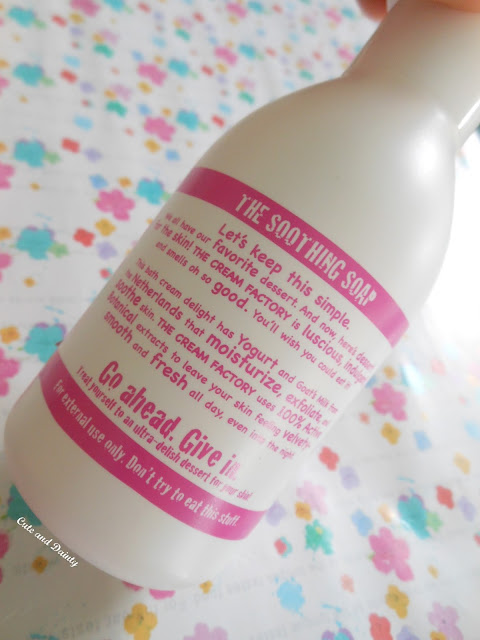 THE SOOTHING SOAP
Let's keep this simple.
We all have our favorite dessert. And now here's dessert
for the skin! THE CREAM FACTORY is luscious, indulgent
and smells oh so good. You'll wish you could eat it
This bath cream delight has Yogurt and Goat's Milk from
the Netherlands that moisturize, exfoliate, and
soothe skin. THE CREAM FACTORY uses 100% Active
botanical extracts to leave your skin feeling velvety
smooth and fresh all day, even into the night
Go ahead. Give in.
Treat yourself to an ultra-delish dessert for your skin!
For external use only. Don't try to eat this stuff.
Cute and Dainty